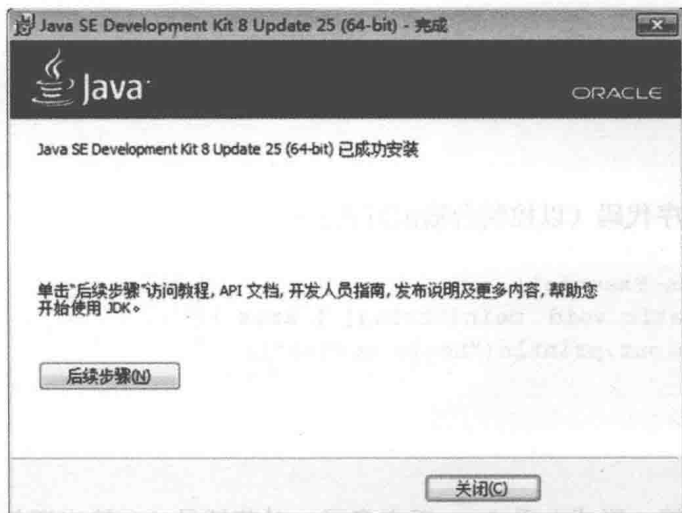 Java SE Development Kit 8 Update 25 (64-bit) - 完成
Java
ORACLE
Java SE Development Kit 8 Update 25 (64-bit) 已成功安装
单击"后续步骤"访问教程, API 文档, 开发人员指南, 发布说明及更多内容, 帮助您
开始使用 JDK。
后续步骤(N)
关闭(C)